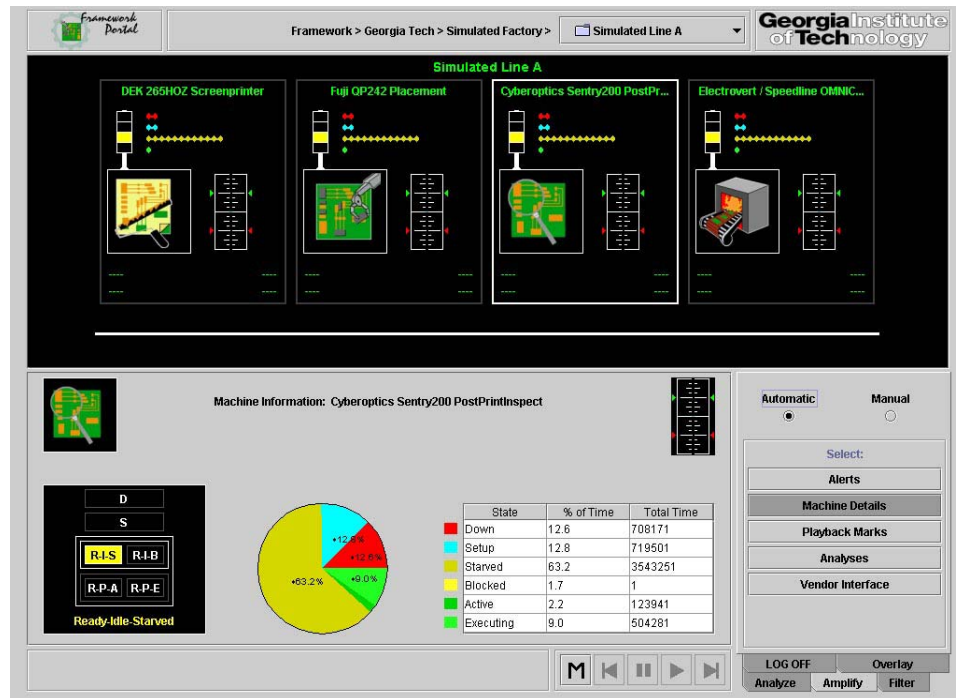 Framework
Portal
Framework > Georgia Tech > Simulated Factory >
Simulated Line A
Georgia Institute
of Technology
Simulated Line A
DEK 265HOZ Screenprinter
Fuji QP242 Placement
Cyberoptics Sentry200 PostPr...
Electrovert / Speedline OMNIC...
---- ---- ---- ---- ---- ---- ---- ----
---- ---- ---- ---- ---- ---- ---- ----
Machine Information: Cyberoptics Sentry200 PostPrintInspect
D
S
R-I-S R-I-B
R-P-A R-P-E
Ready-Idle-Starved
12.8%
12.6%
63.2%
9.0%
State % of Time Total Time
Down 12.6 708171
Setup 12.8 719501
Starved 63.2 3543251
Blocked 1.7 1
Active 2.2 123941
Executing 9.0 504281
Automatic Manual
Select:
Alerts
Machine Details
Playback Marks
Analyses
Vendor Interface
M
LOG OFF Overlay
Analyze Amplify Filter